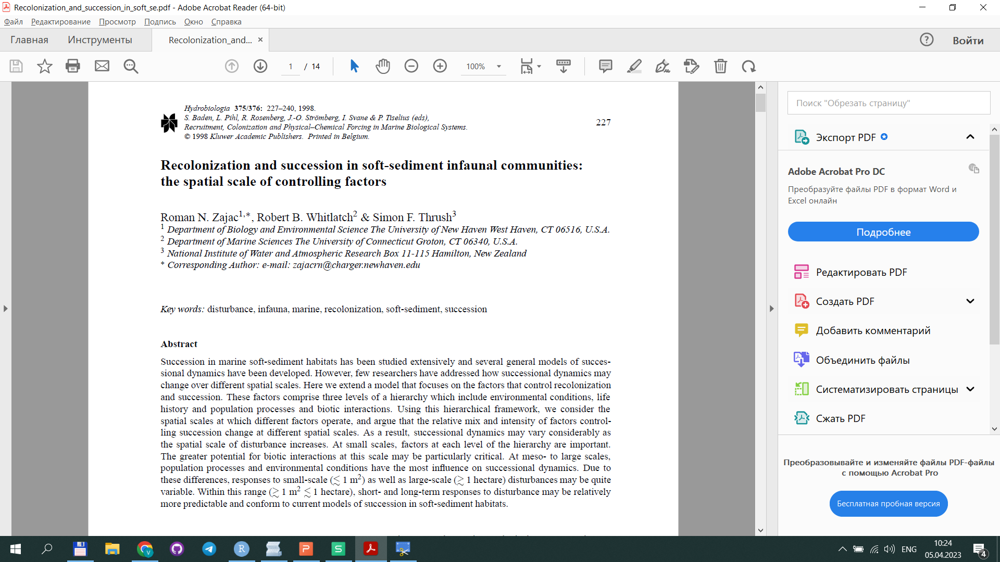 Recolonization_and_succession_in_soft_se.pdf - Adobe Acrobat Reader (64-bit)
Файл Редактирование Просмотр Подпись Окно Справка
Главная Инструменты Recolonization_and... ×
Войти
1 / 14 100%
Hydrobiologia 375/376: 227–240, 1998.
S. Baden, L. Pihl, R. Rosenberg, J.-O. Strömberg, I. Svane & P. Tiselius (eds),
Recruitment, Colonization and Physical–Chemical Forcing in Marine Biological Systems.
© 1998 Kluwer Academic Publishers. Printed in Belgium.
227
Recolonization and succession in soft-sediment infaunal communities:
the spatial scale of controlling factors
Roman N. Zajac1,*, Robert B. Whitlatch2 & Simon F. Thrush3
1 Department of Biology and Environmental Science The University of New Haven West Haven, CT 06516, U.S.A.
2 Department of Marine Sciences The University of Connecticut Groton, CT 06340, U.S.A.
3 National Institute of Water and Atmospheric Research Box 11-115 Hamilton, New Zealand
* Corresponding Author: e-mail: zajacrn@charger.newhaven.edu
Key words: disturbance, infauna, marine, recolonization, soft-sediment, succession
Abstract
Succession in marine soft-sediment habitats has been studied extensively and several general models of succes-
sional dynamics have been developed. However, few researchers have addressed how successional dynamics may
change over different spatial scales. Here we extend a model that focuses on the factors that control recolonization
and succession. These factors comprise three levels of a hierarchy which include environmental conditions, life
history and population processes and biotic interactions. Using this hierarchical framework, we consider the
spatial scales at which different factors operate, and argue that the relative mix and intensity of factors control-
ling succession change at different spatial scales. As a result, successional dynamics may vary considerably as
the spatial scale of disturbance increases. At small scales, factors at each level of the hierarchy are important.
The greater potential for biotic interactions at this scale may be particularly critical. At meso- to large scales,
population processes and environmental conditions have the most influence on successional dynamics. Due to
these differences, responses to small-scale (≲ 1 m2) as well as large-scale (≳ 1 hectare) disturbances may be quite
variable. Within this range (≳ 1 m2 ≲ 1 hectare), short- and long-term responses to disturbance may be relatively
more predictable and conform to current models of succession in soft-sediment habitats.
Поиск "Обрезать страницу"
Экспорт PDF
Adobe Acrobat Pro DC
Преобразуйте файлы PDF в формат Word и
Excel онлайн
Подробнее
Редактировать PDF
Создать PDF
Добавить комментарий
Объединить файлы
Систематизировать страницы
Сжать PDF
Преобразовывайте и изменяйте файлы PDF-файлы
с помощью Acrobat Pro
Бесплатная пробная версия
ENG
10:24
05.04.2023
4